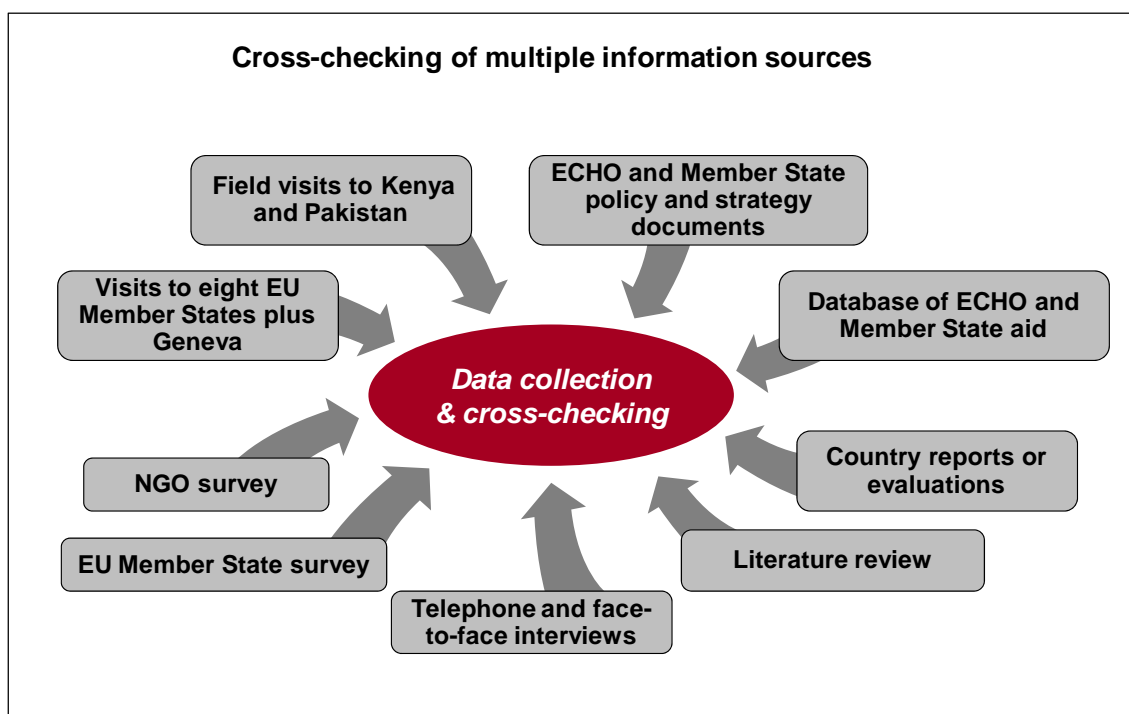 Cross-checking of multiple information sources
Field visits to Kenya
and Pakistan
ECHO and Member State
policy and strategy
documents
Visits to eight EU
Member States plus
Geneva
Database of ECHO and
Member State aid
Data collection
& cross-checking
NGO survey
Country reports or
evaluations
EU Member State survey
Literature review
Telephone and face-
to-face interviews